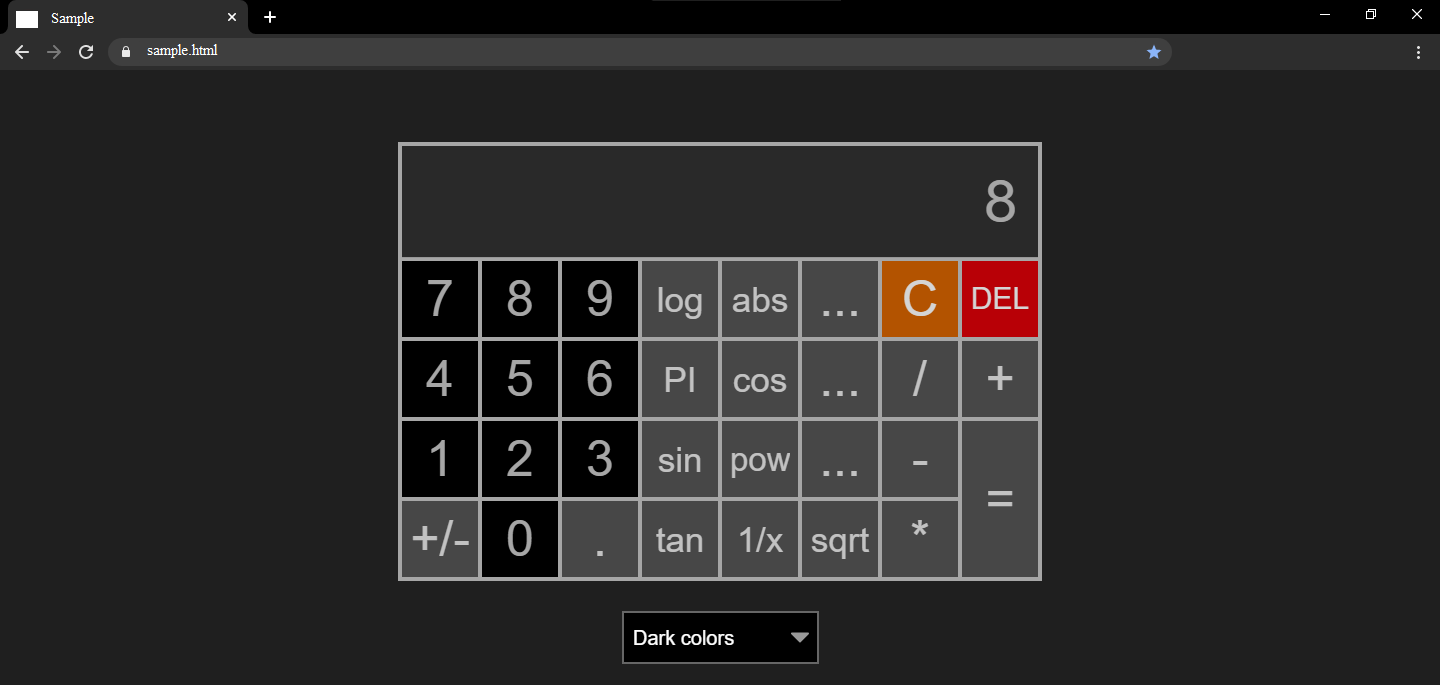 Sample
sample.html
8
7 8 9 log abs ... C DEL
4 5 6 PI cos ... / +
1 2 3 sin pow ... - =
+/- 0 . tan 1/x sqrt *
Dark colors